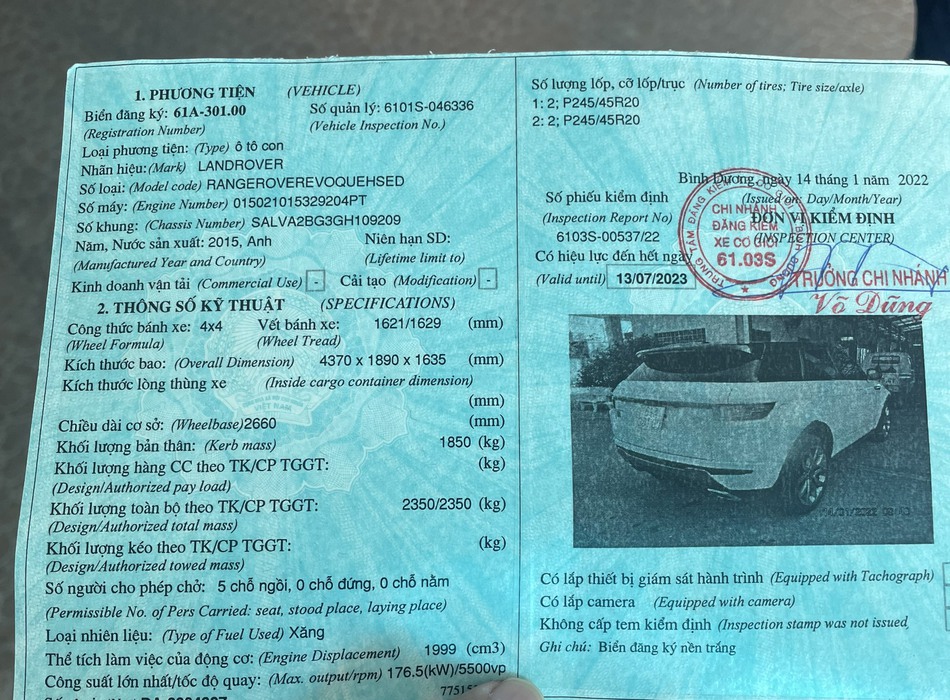 1. PHƯƠNG TIỆN (VEHICLE)
Biển đăng ký: 61A-301.00 Số quản lý: 6101S-046336
(Registration Number) (Vehicle Inspection No.)
Loại phương tiện: (Type) ô tô con
Nhãn hiệu: (Mark) LANDROVER
Số loại: (Model code) RANGEROVEREVOQUEHSED
Số máy: (Engine Number) 150501
Số khung: (Chassis Number) SALVA2BG3GH109209
Năm, Nước sản xuất: 2015, Anh Niên hạn SD:
(Manufactured Year and Country) (Lifetime limit to)
Kinh doanh vận tải (Commercial Use) - Cải tạo (Modification) -
2. THÔNG SỐ KỸ THUẬT (SPECIFICATIONS)
Công thức bánh xe: 4x4 Vết bánh xe: 1621/1629 (mm)
(Wheel Formula) (Wheel Tread)
Kích thước bao: (Overall Dimension) 4370 x 1890 x 1635 (mm)
Kích thước lòng thùng xe (Inside cargo container dimension)
(mm)
Chiều dài cơ sở: (Wheelbase)2660 (mm)
Khối lượng bản thân: (Kerb mass) 1850 (kg)
Khối lượng hàng CC theo TK/CP TGGT: (kg)
(Design/Authorized pay load)
Khối lượng toàn bộ theo TK/CP TGGT: 2350/2350 (kg)
(Design/Authorized total mass)
Khối lượng kéo theo TK/CP TGGT: (kg)
(Design/Authorized towed mass)
Số người cho phép chở: 5 chỗ ngồi, 0 chỗ đứng, 0 chỗ nằm
(Permissible No. of Pers Carried: seat, stood place, laying place)
Loại nhiên liệu: (Type of Fuel Used) Xăng
Thể tích làm việc của động cơ: (Engine Displacement) 1999 (cm3)
Công suất lớn nhất/tốc độ quay: (Max. output/rpm) 176.5(kW)/5500vp
Số lượng lốp, cỡ lốp/trục (Number of tires; Tire size/axle)
1: 2; P245/45R20
2: 2; P245/45R20
Bình Dương, ngày 14 tháng 1 năm 2022
Số phiếu kiểm định (Issued on: Day/Month/Year)
(Inspection Report No) ĐƠN VỊ KIỂM ĐỊNH
6103S-00537/22 (INSPECTION CENTER)
Có hiệu lực đến hết ngày
(Valid until) 13/07/2023
CHI NHÁNH
ĐĂNG KIỂM
XE CƠ GIỚI
61.03S
TRƯỞNG CHI NHÁNH
Võ Dũng
Có lắp thiết bị giám sát hành trình (Equipped with Tachograph)
Có lắp camera (Equipped with camera)
Không cấp tem kiểm định (Inspection stamp was not issued
Ghi chú: Biển đăng ký nền trắng